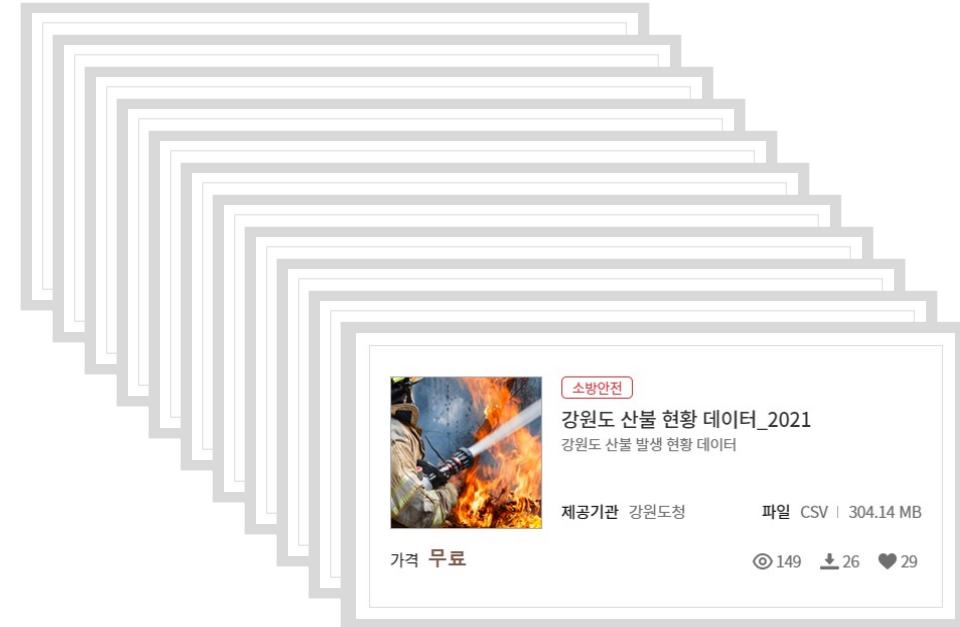 소방안전
강원도 산불 현황 데이터_2021
강원도 산불 발생 현황 데이터
제공기관 강원도청 파일 CSV | 304.14 MB
가격 무료 149 26 29